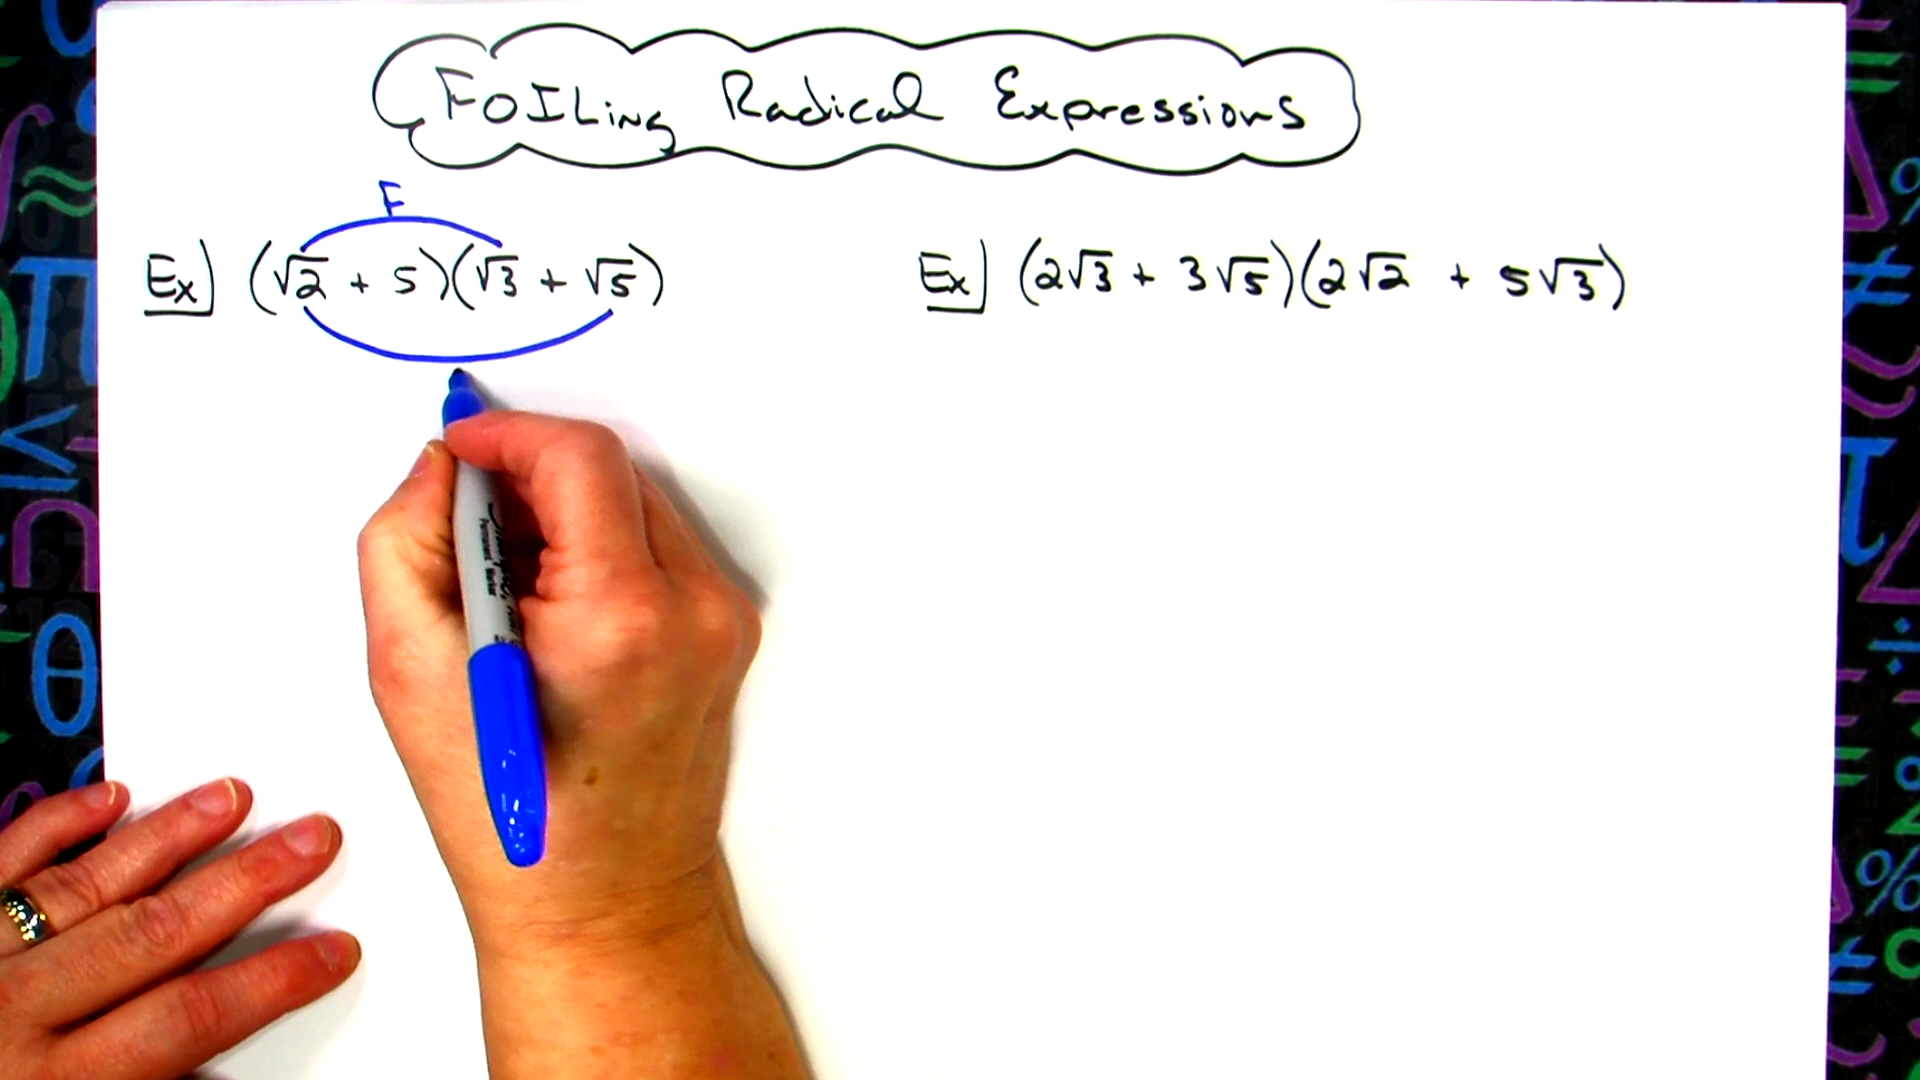 FOILing Radical Expressions
F
Ex) (√2 + 5)(√3 + √5)
Ex) (2√3 + 3√5)(2√2 + 5√3)